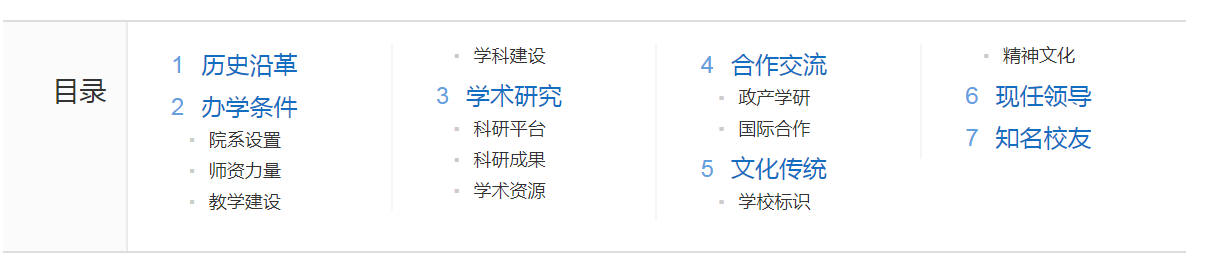 目录
1 历史沿革
2 办学条件
▪ 院系设置
▪ 师资力量
▪ 教学建设
▪ 学科建设
3 学术研究
▪ 科研平台
▪ 科研成果
▪ 学术资源
4 合作交流
▪ 政产学研
▪ 国际合作
5 文化传统
▪ 学校标识
▪ 精神文化
6 现任领导
7 知名校友